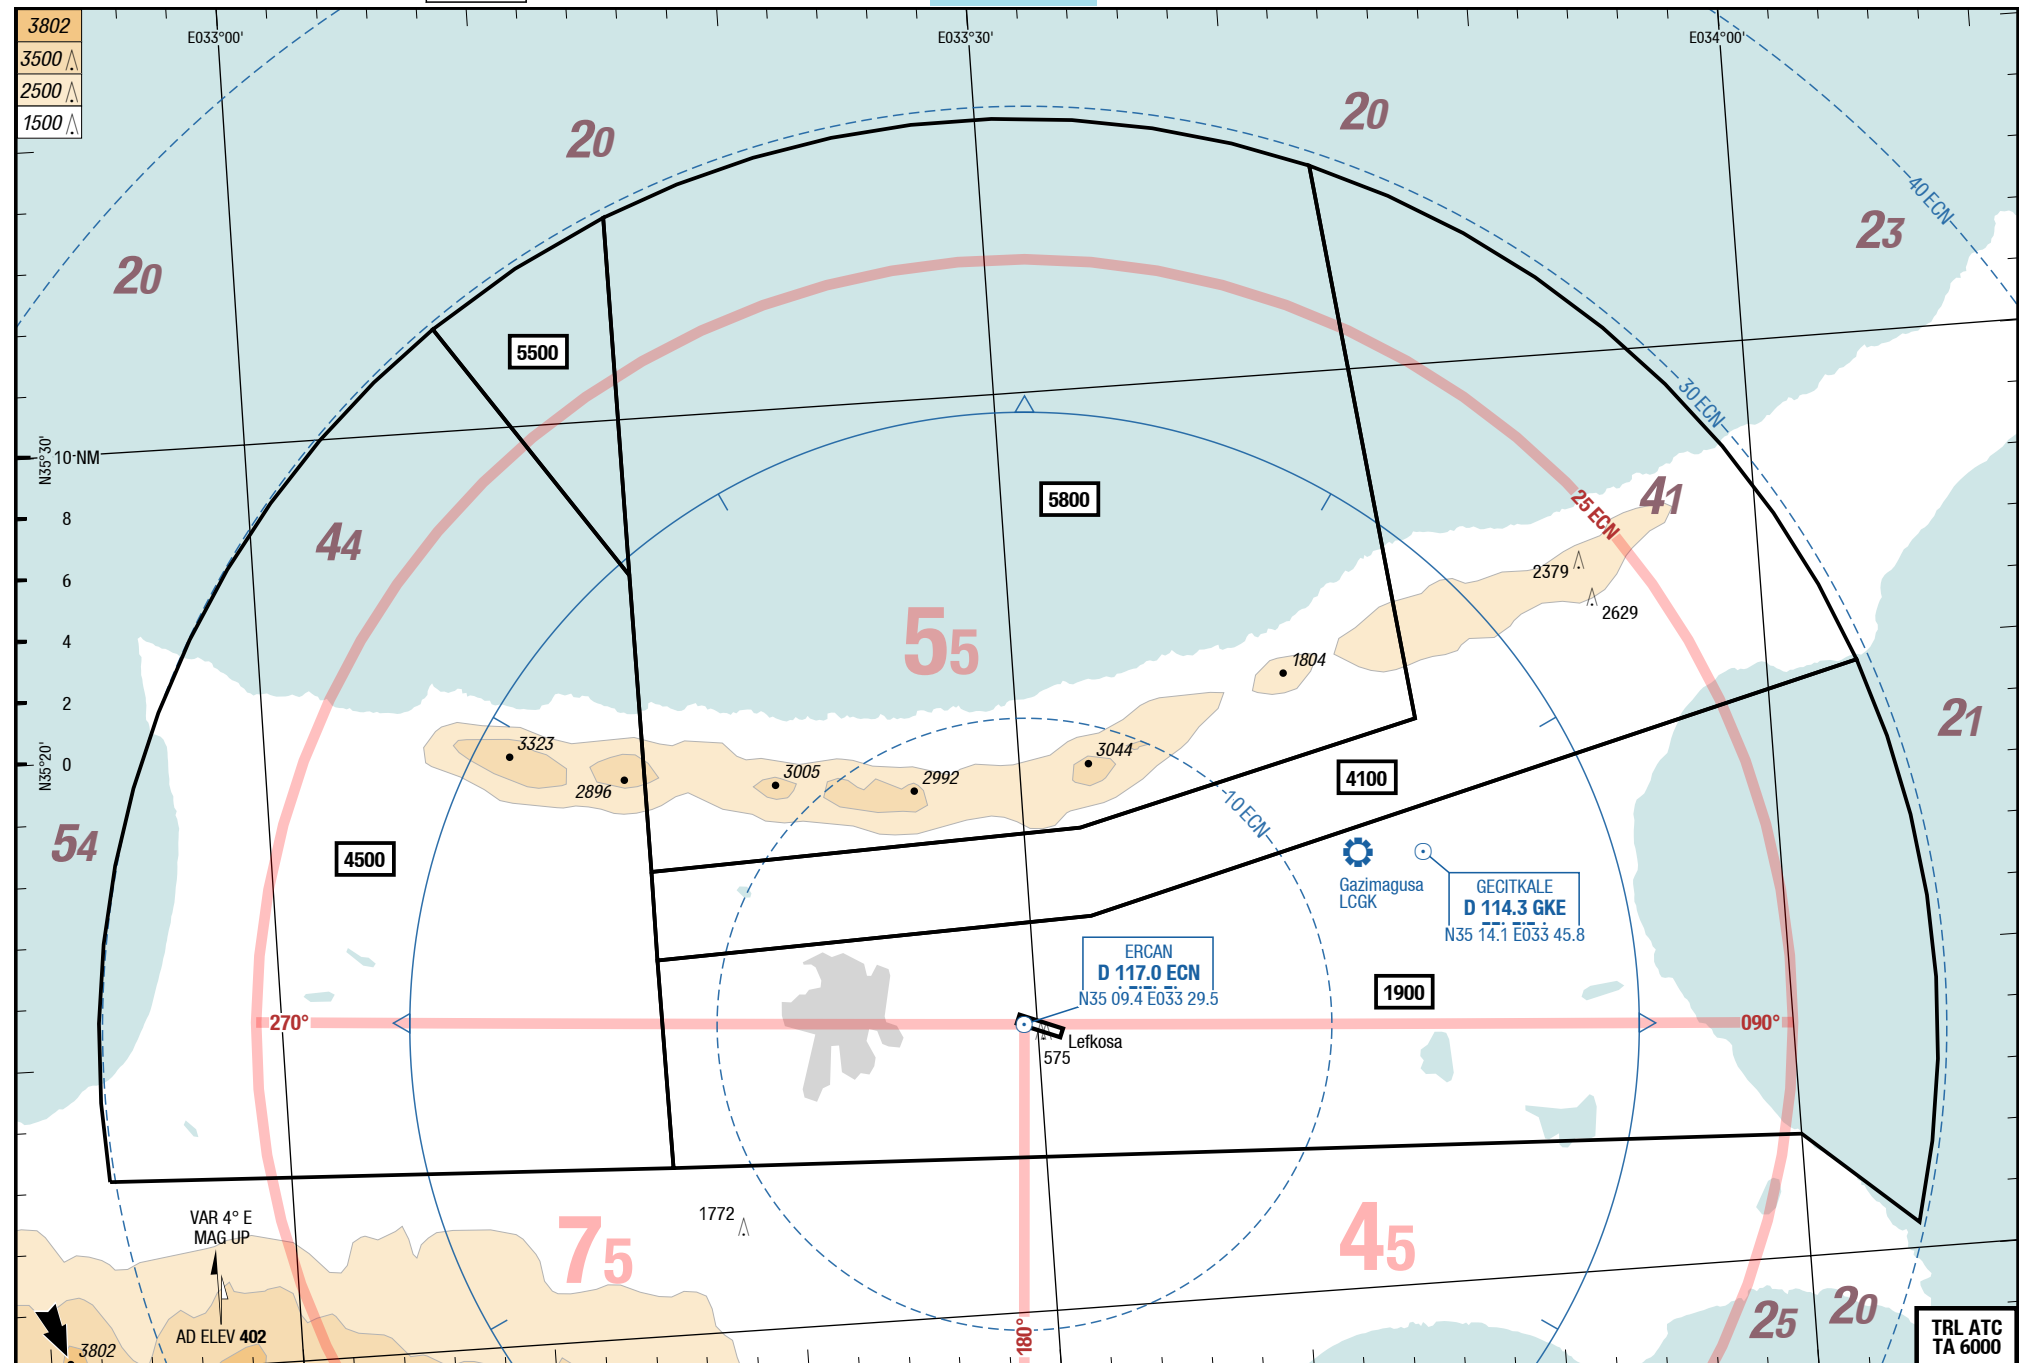 3802
3500
2500
1500
E033°00'
E033°30'
E034°00'
20
20
40 ECN
23
20
5500
30 ECN
N35°30'
10 NM
5800
41
25 ECN
8
44
6
2379
2629
4
55
1804
2
21
N35°20'
0
3323
2896
3005
2992
3044
4100
10 ECN
54
4500
Gazimagusa
LCGK
GECITKALE
D 114.3 GKE
N35 14.1 E033 45.8
ERCAN
D 117.0 ECN
N35 09.4 E033 29.5
1900
270°
090°
Lefkosa
575
VAR 4° E
MAG UP
1772
75
45
180°
AD ELEV 402
3802
25
20
TRL ATC
TA 6000